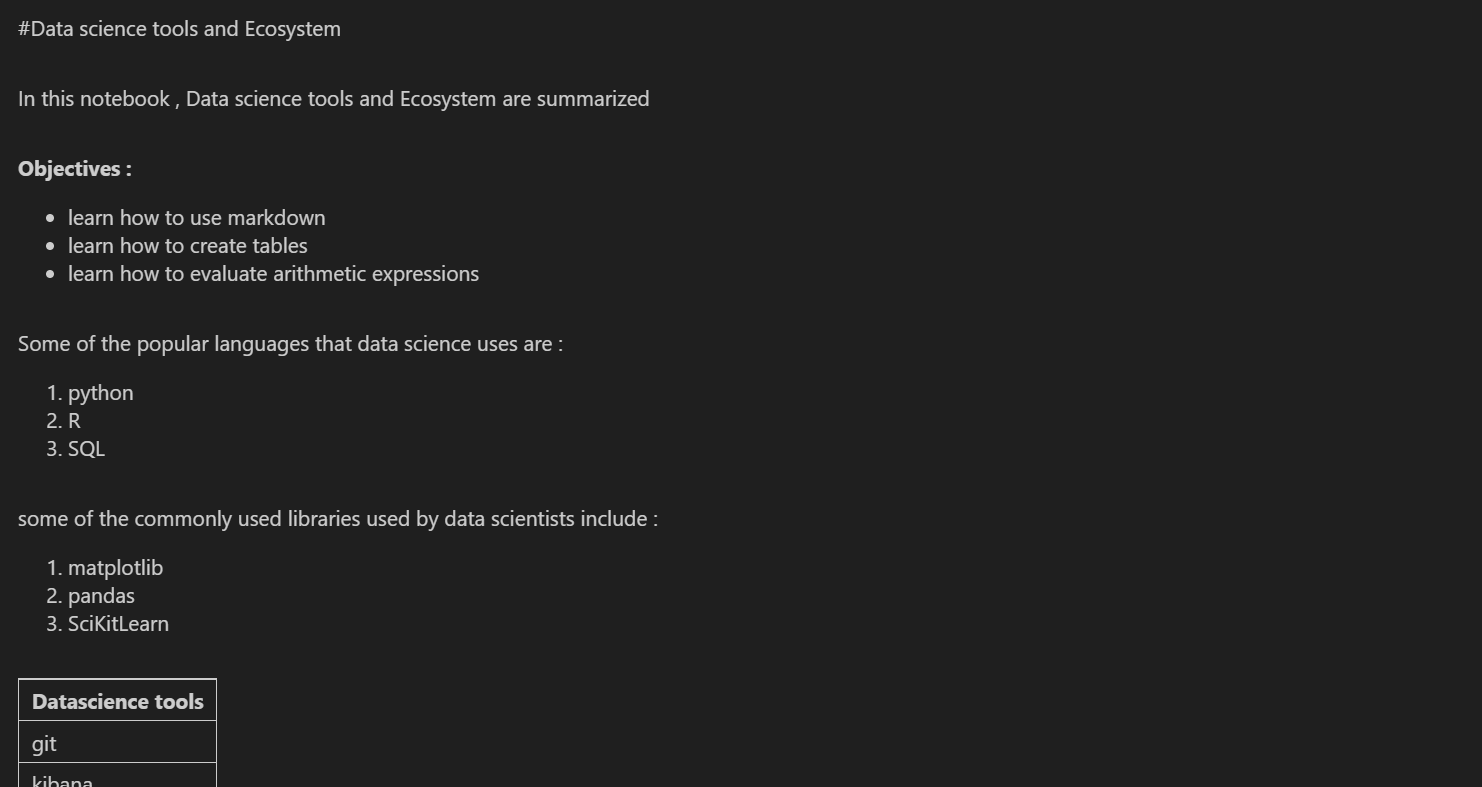 #Data science tools and Ecosystem
In this notebook , Data science tools and Ecosystem are summarized
Objectives :
• learn how to use markdown
• learn how to create tables
• learn how to evaluate arithmetic expressions
Some of the popular languages that data science uses are :
1. python
2. R
3. SQL
some of the commonly used libraries used by data scientists include :
1. matplotlib
2. pandas
3. SciKitLearn
Datascience tools
git
kibana